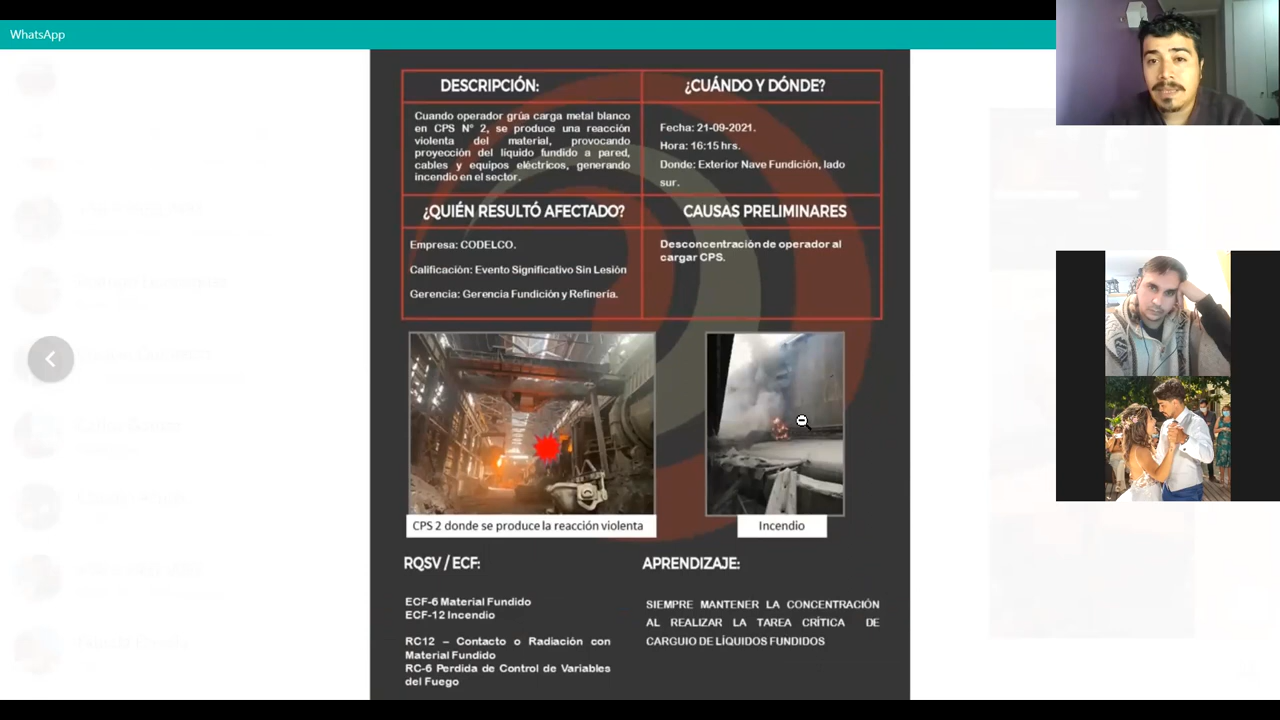 WhatsApp
DESCRIPCIÓN:
Cuando operador grúa carga metal blanco
en CPS N° 2, se produce una reacción
violenta del material, provocando
proyección del líquido fundido a pared,
cables y equipos eléctricos, generando
incendio en el sector.
¿CUÁNDO Y DÓNDE?
Fecha: 21-09-2021.
Hora: 16:15 hrs.
Donde: Exterior Nave Fundición, lado
sur.
¿QUIÉN RESULTÓ AFECTADO?
Empresa: CODELCO.
Calificación: Evento Significativo Sin Lesión
Gerencia: Gerencia Fundición y Refinería.
CAUSAS PRELIMINARES
Desconcentración de operador al
cargar CPS.
CPS 2 donde se produce la reacción violenta
Incendio
RQSV / ECF:
ECF-6 Material Fundido
ECF-12 Incendio
RC12 – Contacto o Radiación con
Material Fundido
RC-6 Perdida de Control de Variables
del Fuego
APRENDIZAJE:
SIEMPRE MANTENER LA CONCENTRACIÓN
AL REALIZAR LA TAREA CRÍTICA DE
CARGUIO DE LÍQUIDOS FUNDIDOS